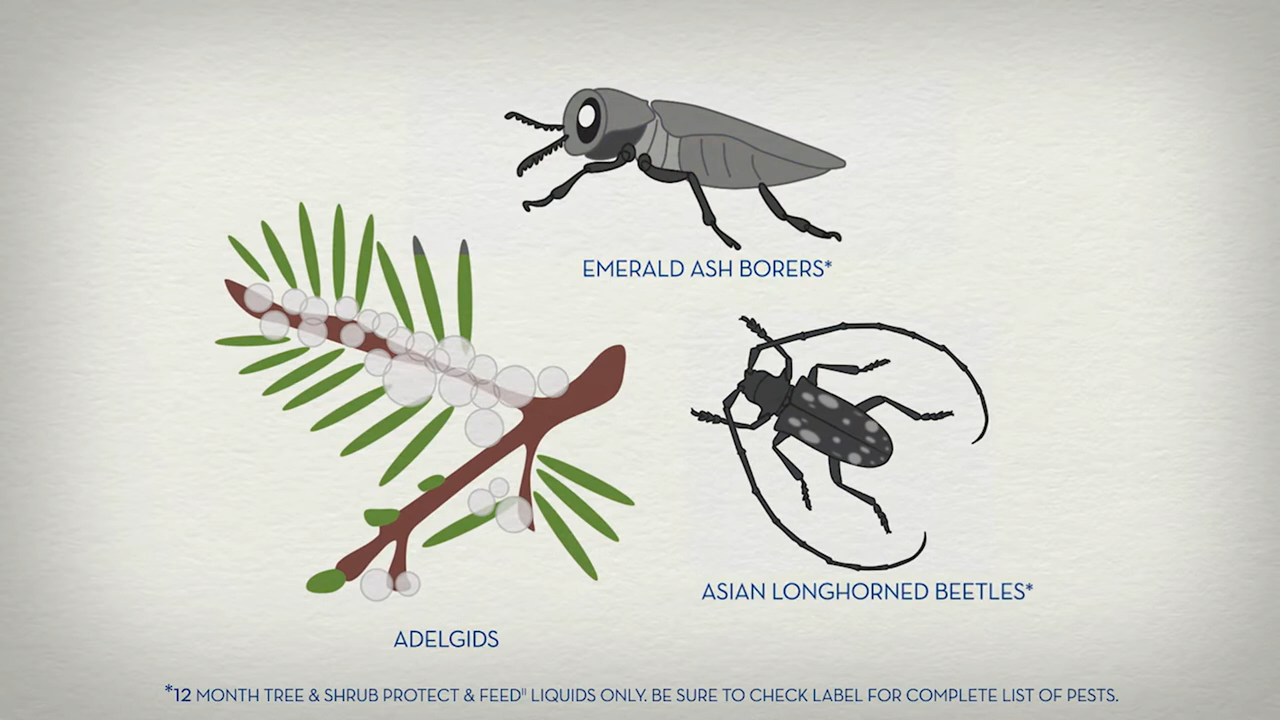 EMERALD ASH BORERS*
ASIAN LONGHORNED BEETLES*
ADELGIDS
*12 MONTH TREE & SHRUB PROTECT & FEED" LIQUIDS ONLY. BE SURE TO CHECK LABEL FOR COMPLETE LIST OF PESTS.